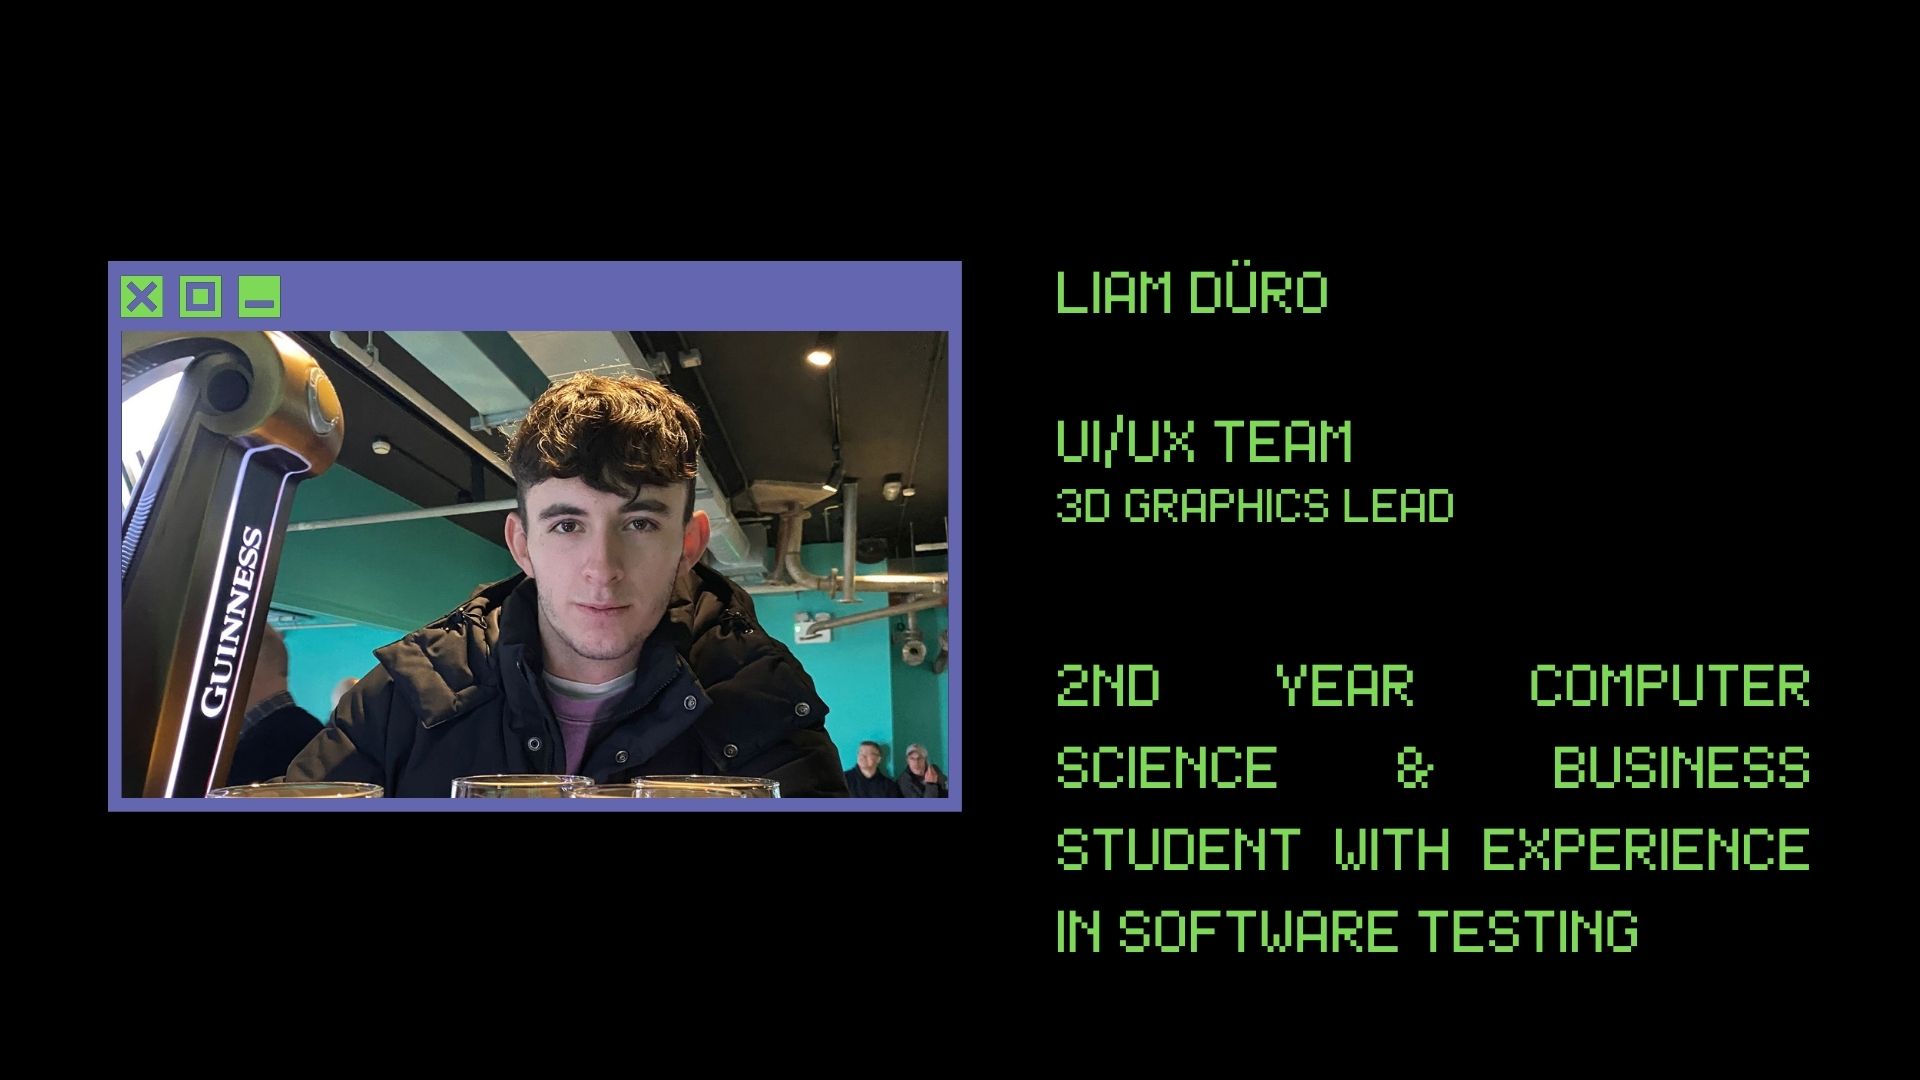 LIAM DÜRO
UI/UX TEAM
3D GRAPHICS LEAD
2ND YEAR COMPUTER
SCIENCE & BUSINESS
STUDENT WITH EXPERIENCE
IN SOFTWARE TESTING
GUINNESS